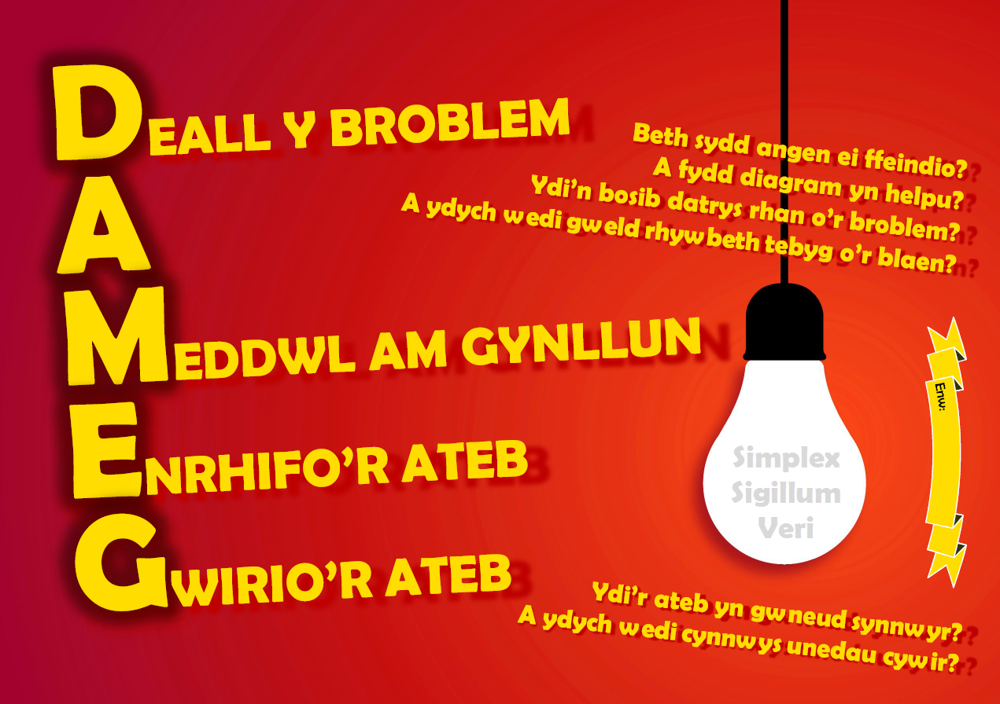 DEALL Y BROBLEM
Beth sydd angen ei ffeindio?
A fydd diagram yn helpu?
Ydi'n bosib datrys rhan o'r broblem?
A ydych wedi gweld rhywbeth tebyg o'r blaen?
A
MEDDWL AM GYNLLUN
Enw:
ENRHIFO'R ATEB
Simplex
Sigillum
Veri
GWIRIO'R ATEB
Ydi'r ateb yn gwneud synnwyr?
A ydych wedi cynnwys unedau cywir?